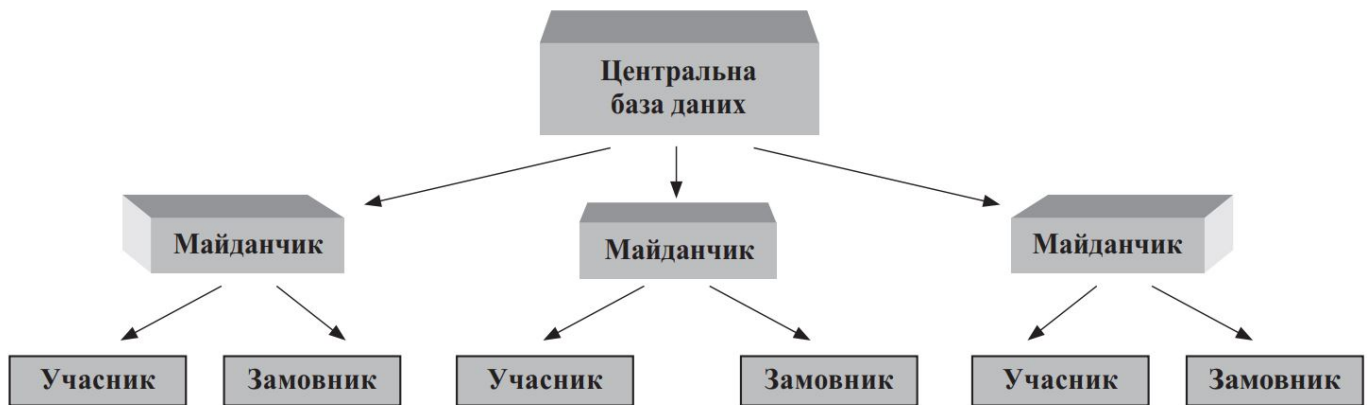 Центральна
база даних
Майданчик
Майданчик
Майданчик
Учасник
Замовник
Учасник
Замовник
Учасник
Замовник